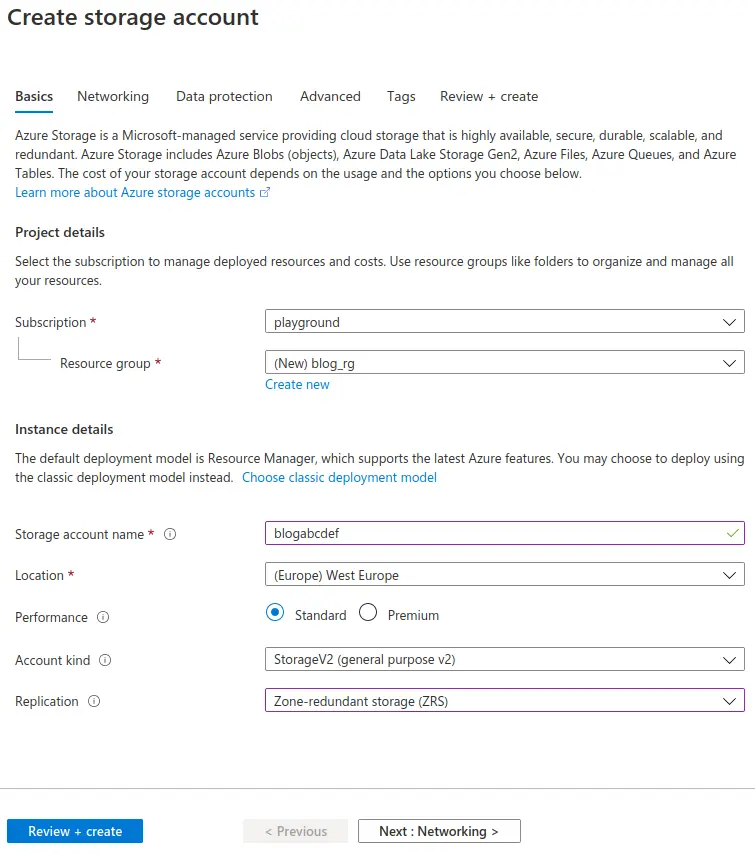 Create storage account
Basics Networking Data protection Advanced Tags Review + create
Azure Storage is a Microsoft-managed service providing cloud storage that is highly available, secure, durable, scalable, and
redundant. Azure Storage includes Azure Blobs (objects), Azure Data Lake Storage Gen2, Azure Files, Azure Queues, and Azure
Tables. The cost of your storage account depends on the usage and the options you choose below.
Learn more about Azure storage accounts
Project details
Select the subscription to manage deployed resources and costs. Use resource groups like folders to organize and manage all
your resources.
Subscription * playground
Resource group * (New) blog_rg
Create new
Instance details
The default deployment model is Resource Manager, which supports the latest Azure features. You may choose to deploy using
the classic deployment model instead. Choose classic deployment model
Storage account name * blogabcdef
Location * (Europe) West Europe
Performance Standard Premium
Account kind StorageV2 (general purpose v2)
Replication Zone-redundant storage (ZRS)
Review + create < Previous Next : Networking >